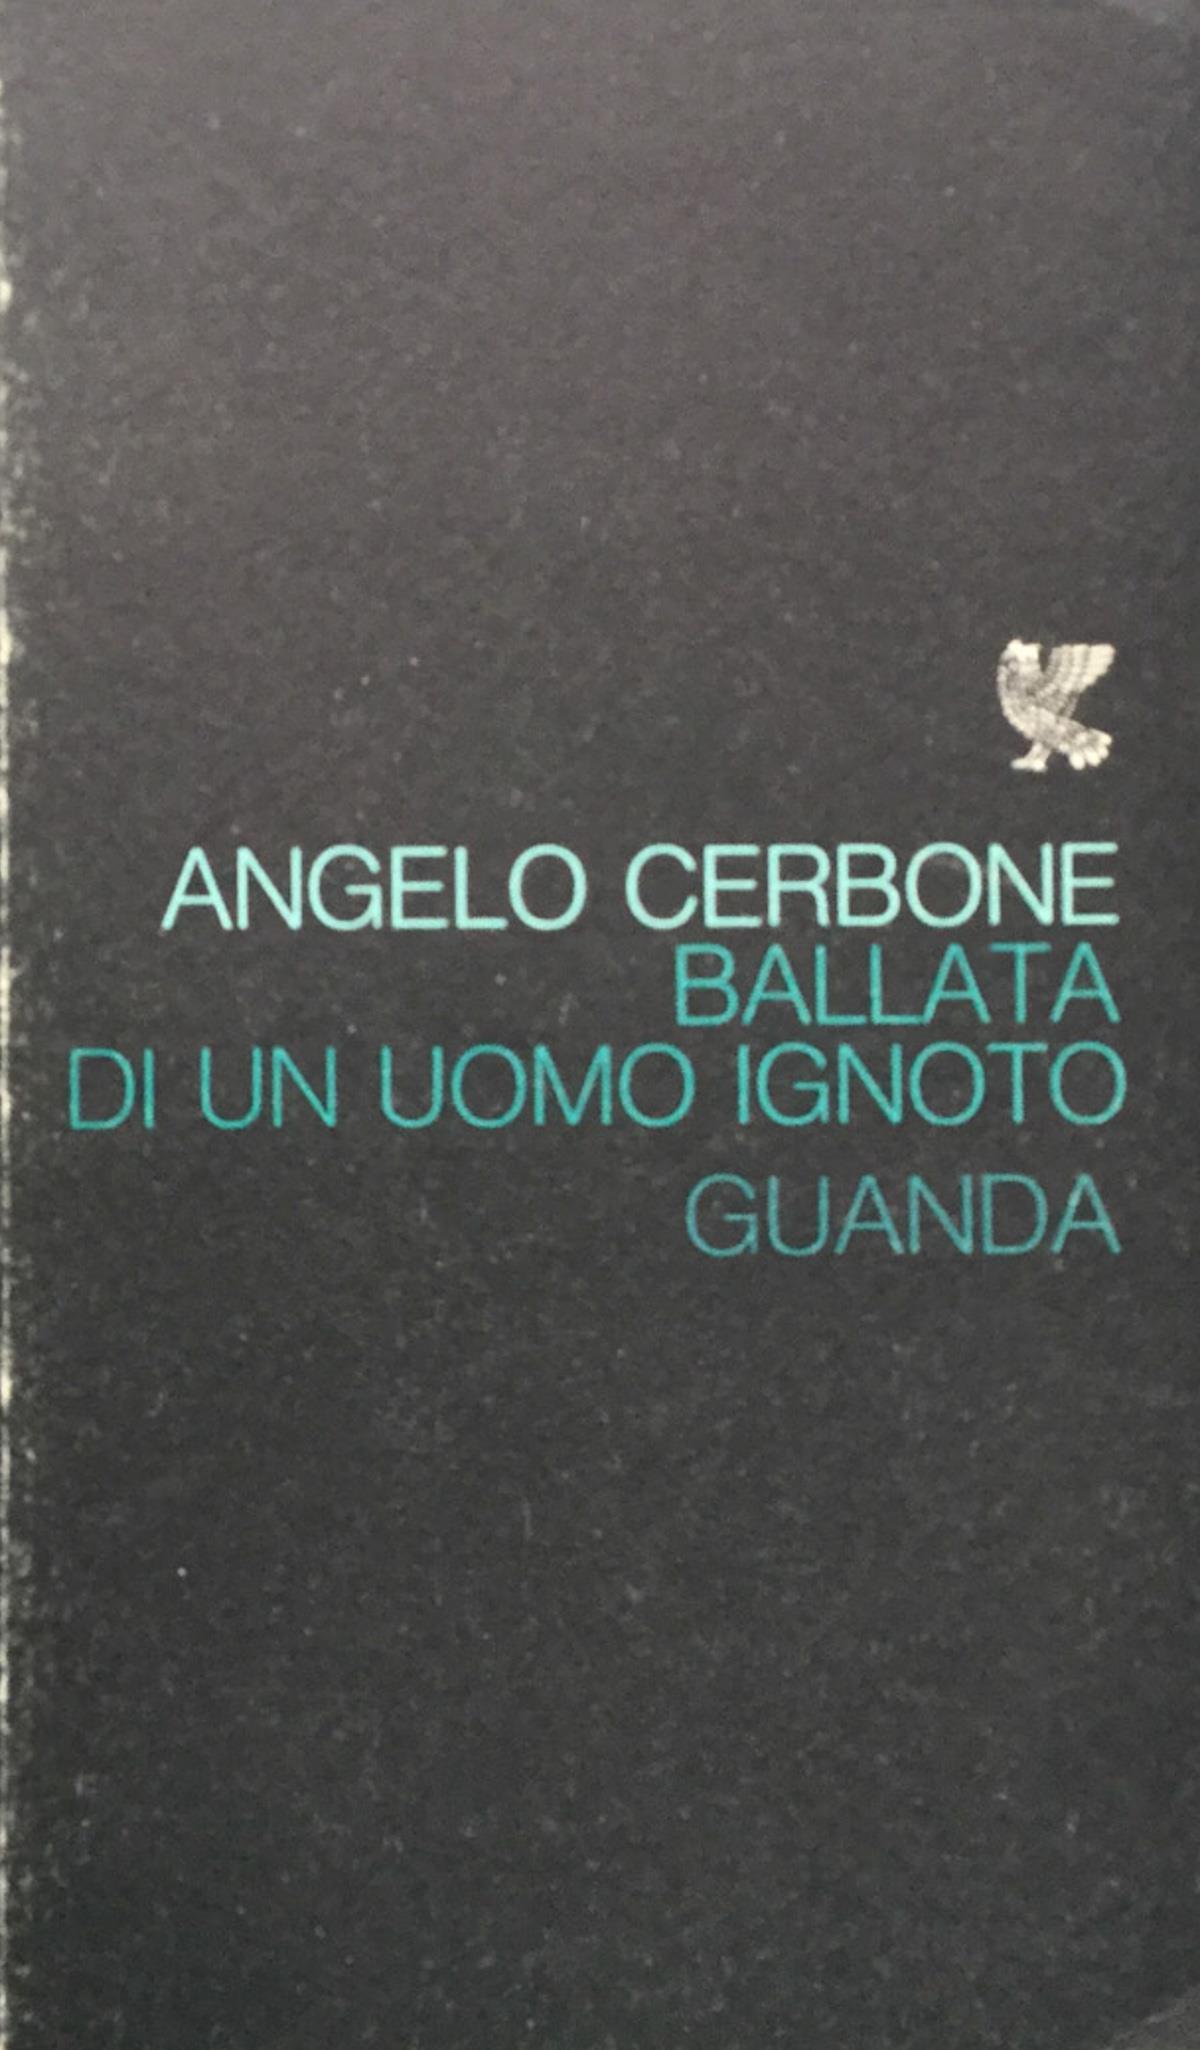 ANGELO CERBONE
BALLATA
DI UN UOMO IGNOTO
GUANDA